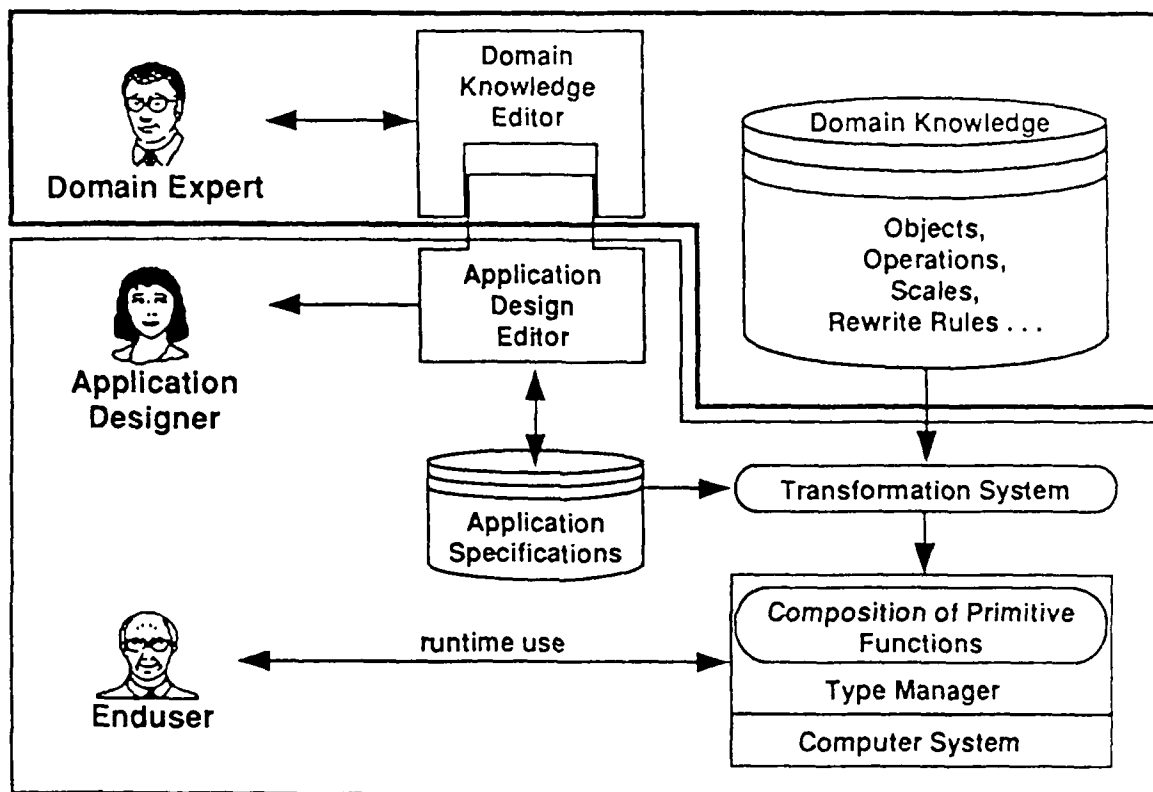 Domain
Knowledge
Editor
Domain Expert
Domain Knowledge
Objects,
Operations,
Scales,
Rewrite Rules . . .
Application
Design
Editor
Application
Designer
Application
Specifications
Transformation System
Composition of Primitive
Functions
Type Manager
Computer System
runtime use
Enduser